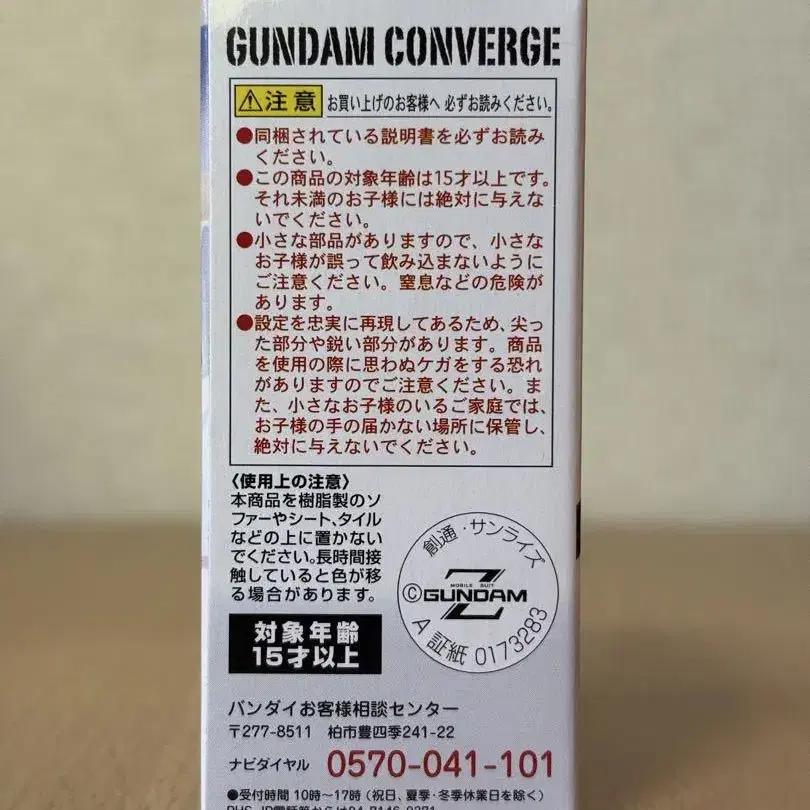 GUNDAM CONVERGE
⚠注意 お買い上げのお客様へ 必ずお読みください。
●同梱されている説明書を必ずお読み
ください。
●この商品の対象年齢は15才以上です。
それ未満のお子様には絶対に与えな
いでください。
●小さな部品がありますので、小さな
お子様が誤って飲み込まないように
ご注意ください。窒息などの危険が
あります。
●設定を忠実に再現してあるため、尖っ
た部分や鋭い部分があります。商品
を使用の際に思わぬケガをする恐れ
がありますのでご注意ください。ま
た、小さなお子様のいるご家庭では、
お子様の手の届かない場所に保管し、
絶対に与えないでください。
〈使用上の注意〉
本商品を樹脂製のソ
ファーやシート、タイル
などの上に置かない
でください。長時間接
触していると色が移
る場合があります。
対象年齢
15才以上
創通・サンライズ
MOBILE SUIT
©Z GUNDAM
A 証紙 0173283
バンダイお客様相談センター
〒277-8511 柏市豊四季241-22
ナビダイヤル 0570-041-101
●受付時間 10時〜17時（祝日、夏季・冬季休業日を除く）